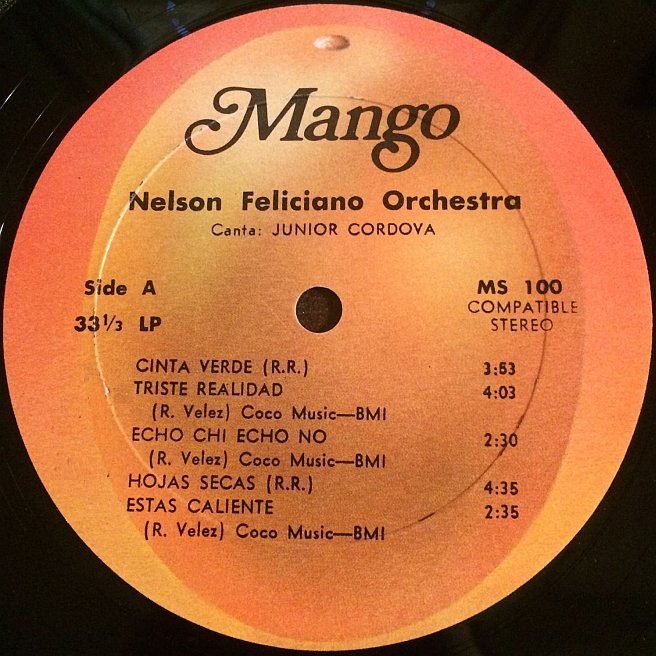 Mango
Nelson Feliciano Orchestra
Canta: JUNIOR CORDOVA
Side A
33 1/3 LP
MS 100
COMPATIBLE
STEREO
CINTA VERDE (R.R.) 3:53
TRISTE REALIDAD 4:03
(R. Velez) Coco Music—BMI
ECHO CHI ECHO NO 2:30
(R. Velez) Coco Music—BMI
HOJAS SECAS (R.R.) 4:35
ESTAS CALIENTE 2:35
(R. Velez) Coco Music—BMI